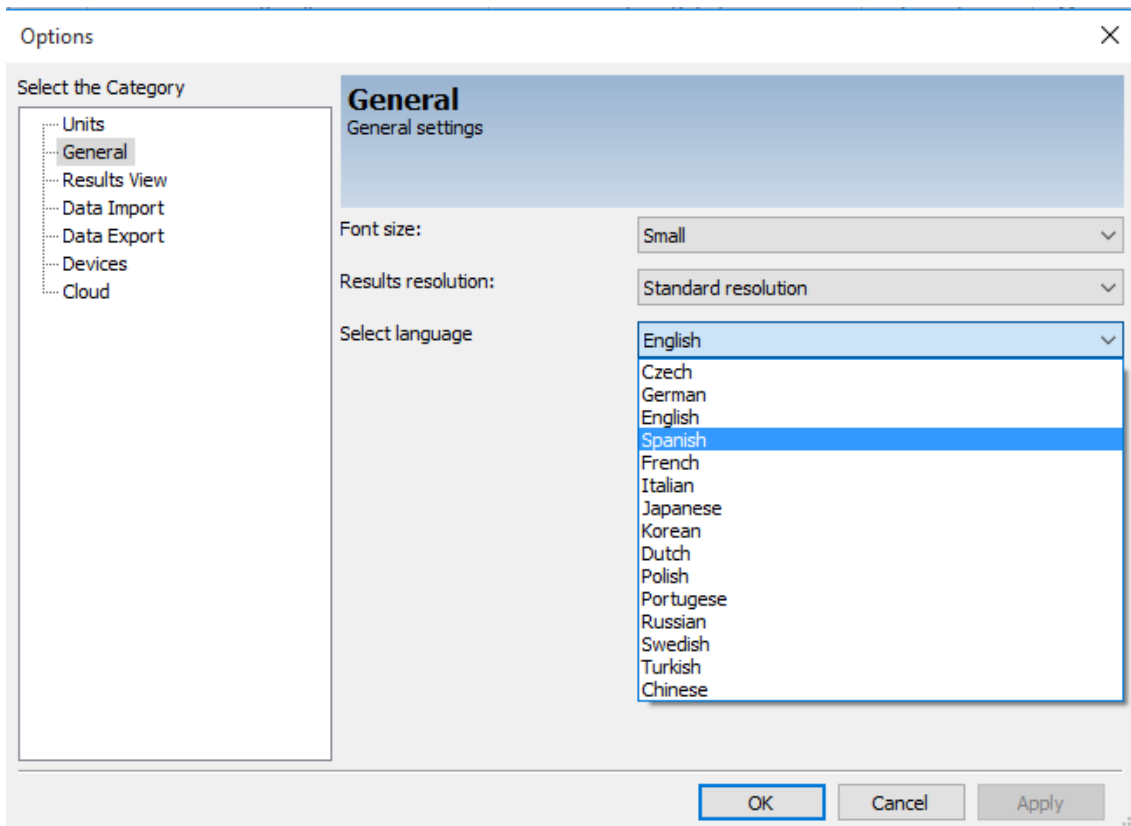 Options
Select the Category
Units
General
Results View
Data Import
Data Export
Devices
Cloud
General
General settings
Font size:
Small
Results resolution:
Standard resolution
Select language
English
Czech
German
English
Spanish
French
Italian
Japanese
Korean
Dutch
Polish
Portugese
Russian
Swedish
Turkish
Chinese
OK
Cancel
Apply